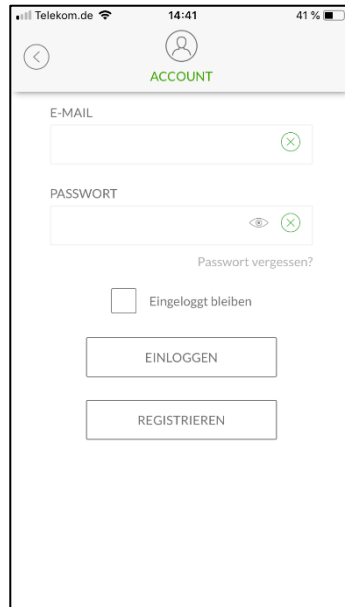 Telekom.de 14:41 41 %
ACCOUNT
E-MAIL
PASSWORT
Passwort vergessen?
Eingeloggt bleiben
EINLOGGEN
REGISTRIEREN